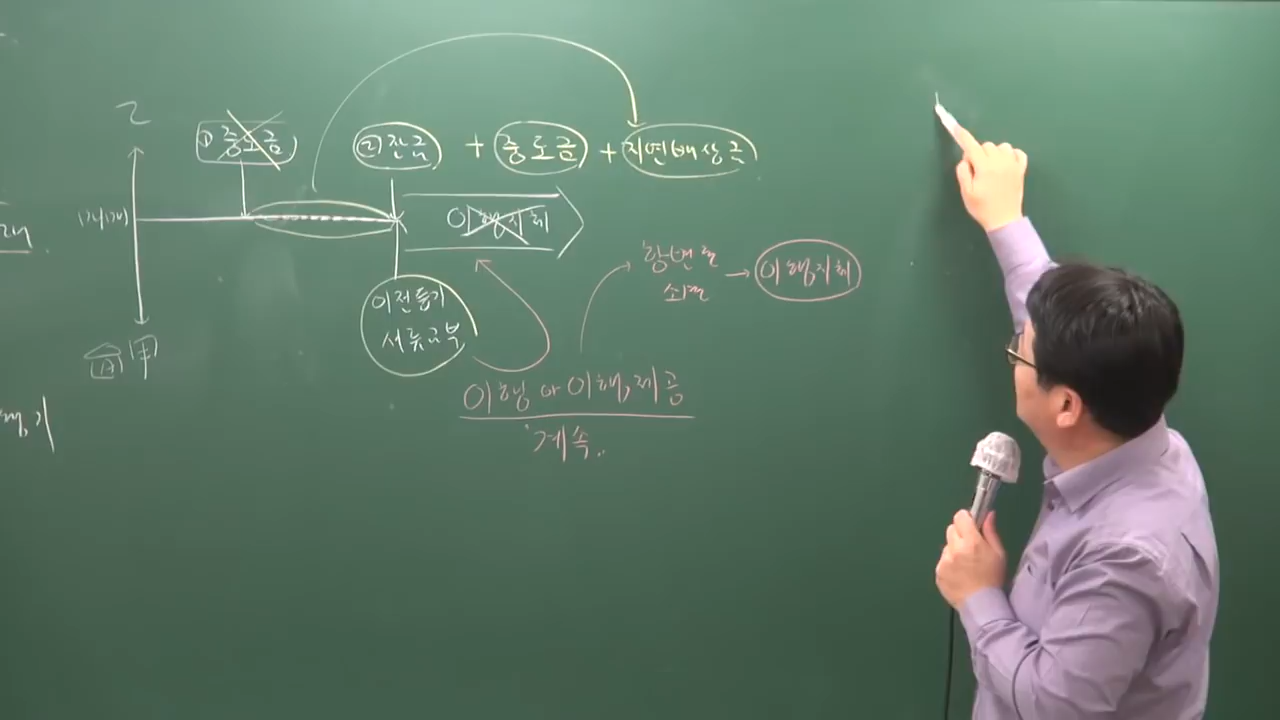 乙
① 중도금
② 잔금 + 중도금 + 지연배상금
이행지체
항변권
소멸 → 이행지체
이전등기
서류교부
甲
이행 or 이행제공
계속..